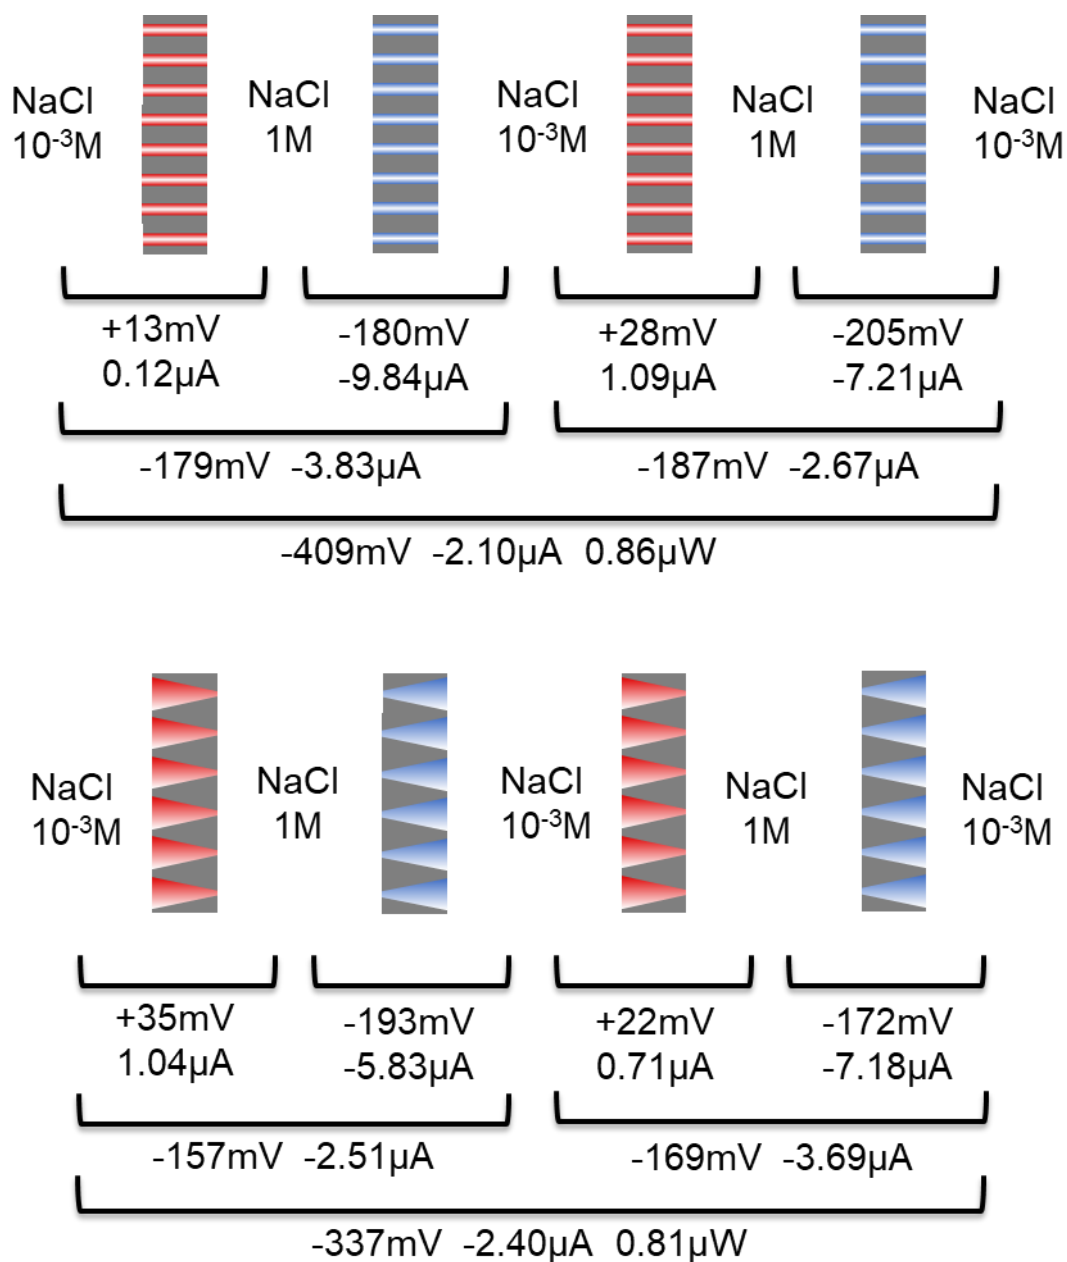 NaCl
10⁻³M
NaCl
1M
NaCl
10⁻³M
NaCl
1M
NaCl
10⁻³M
+13mV
0.12µA
-180mV
-9.84µA
+28mV
1.09µA
-205mV
-7.21µA
-179mV -3.83µA
-187mV -2.67µA
-409mV -2.10µA 0.86µW
NaCl
10⁻³M
NaCl
1M
NaCl
10⁻³M
NaCl
1M
NaCl
10⁻³M
+35mV
1.04µA
-193mV
-5.83µA
+22mV
0.71µA
-172mV
-7.18µA
-157mV -2.51µA
-169mV -3.69µA
-337mV -2.40µA 0.81µW